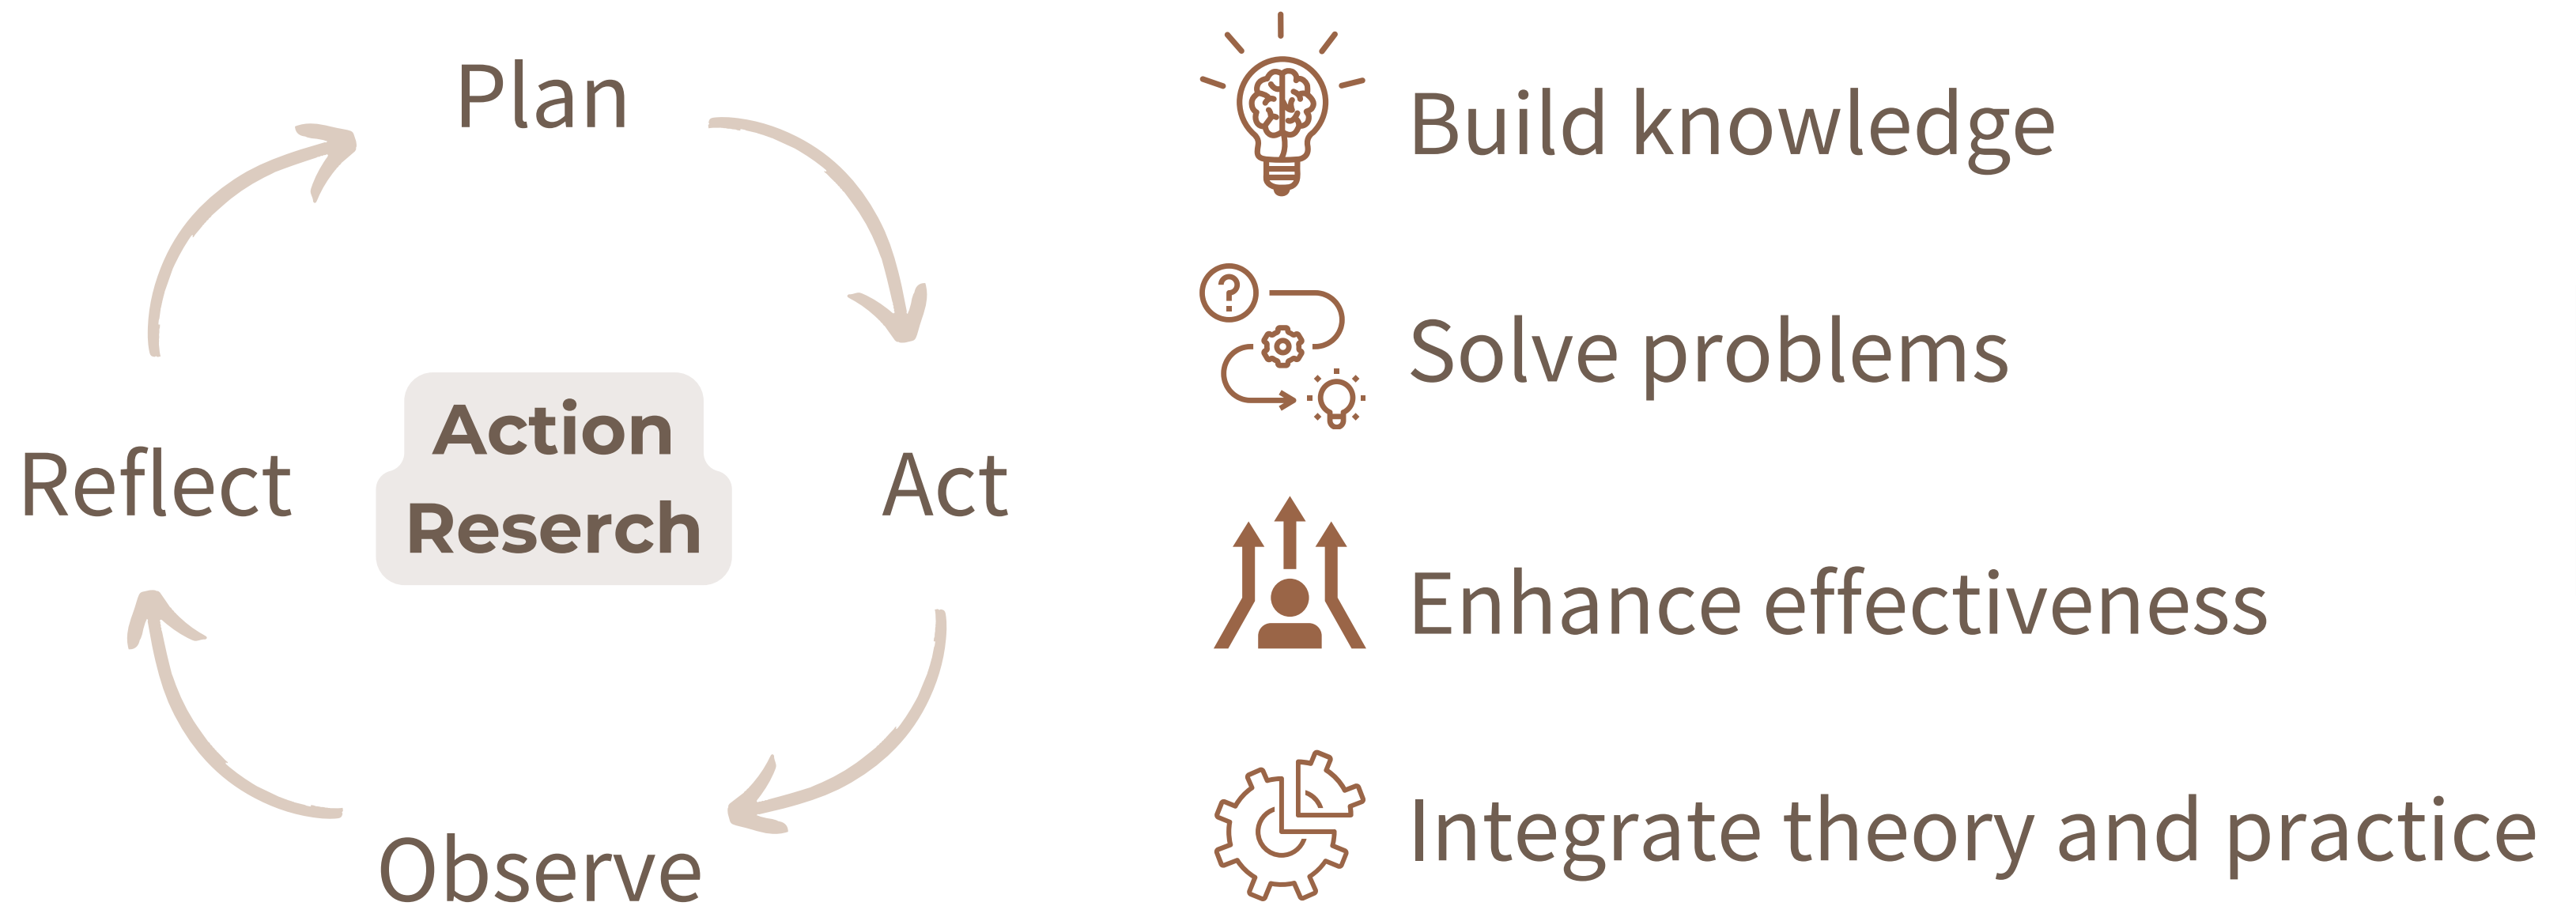 Plan
Act
Observe
Reflect
Action
Reserch
Build knowledge
?
Solve problems
Enhance effectiveness
Integrate theory and practice